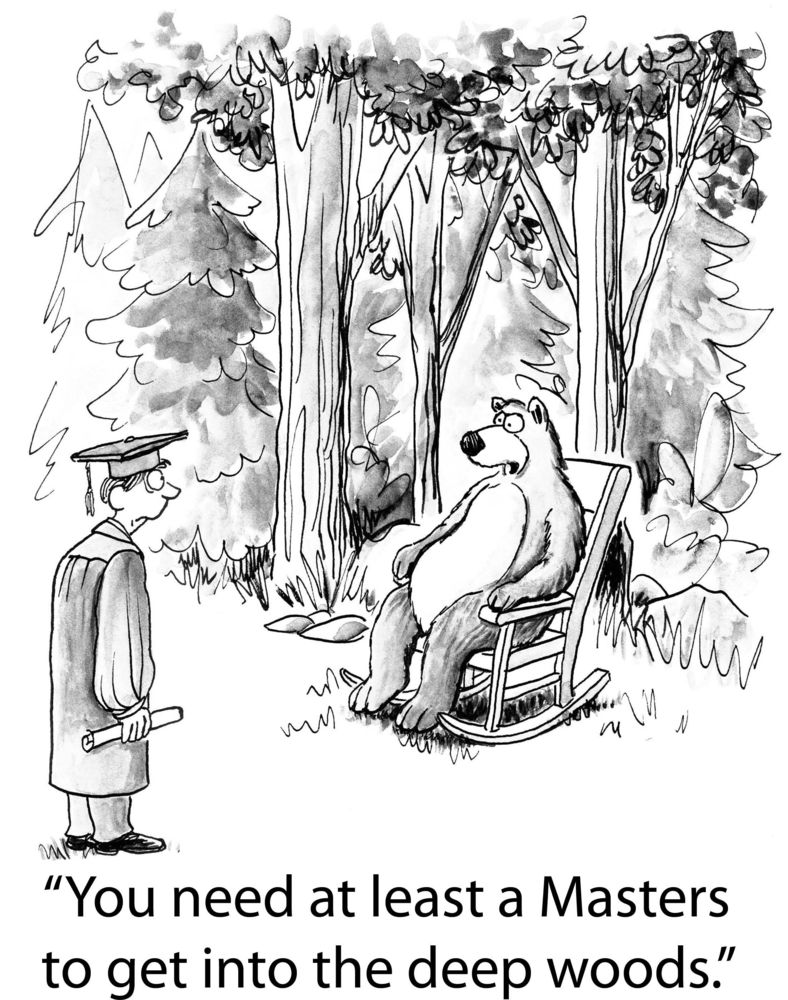 “You need at least a Masters
to get into the deep woods.”